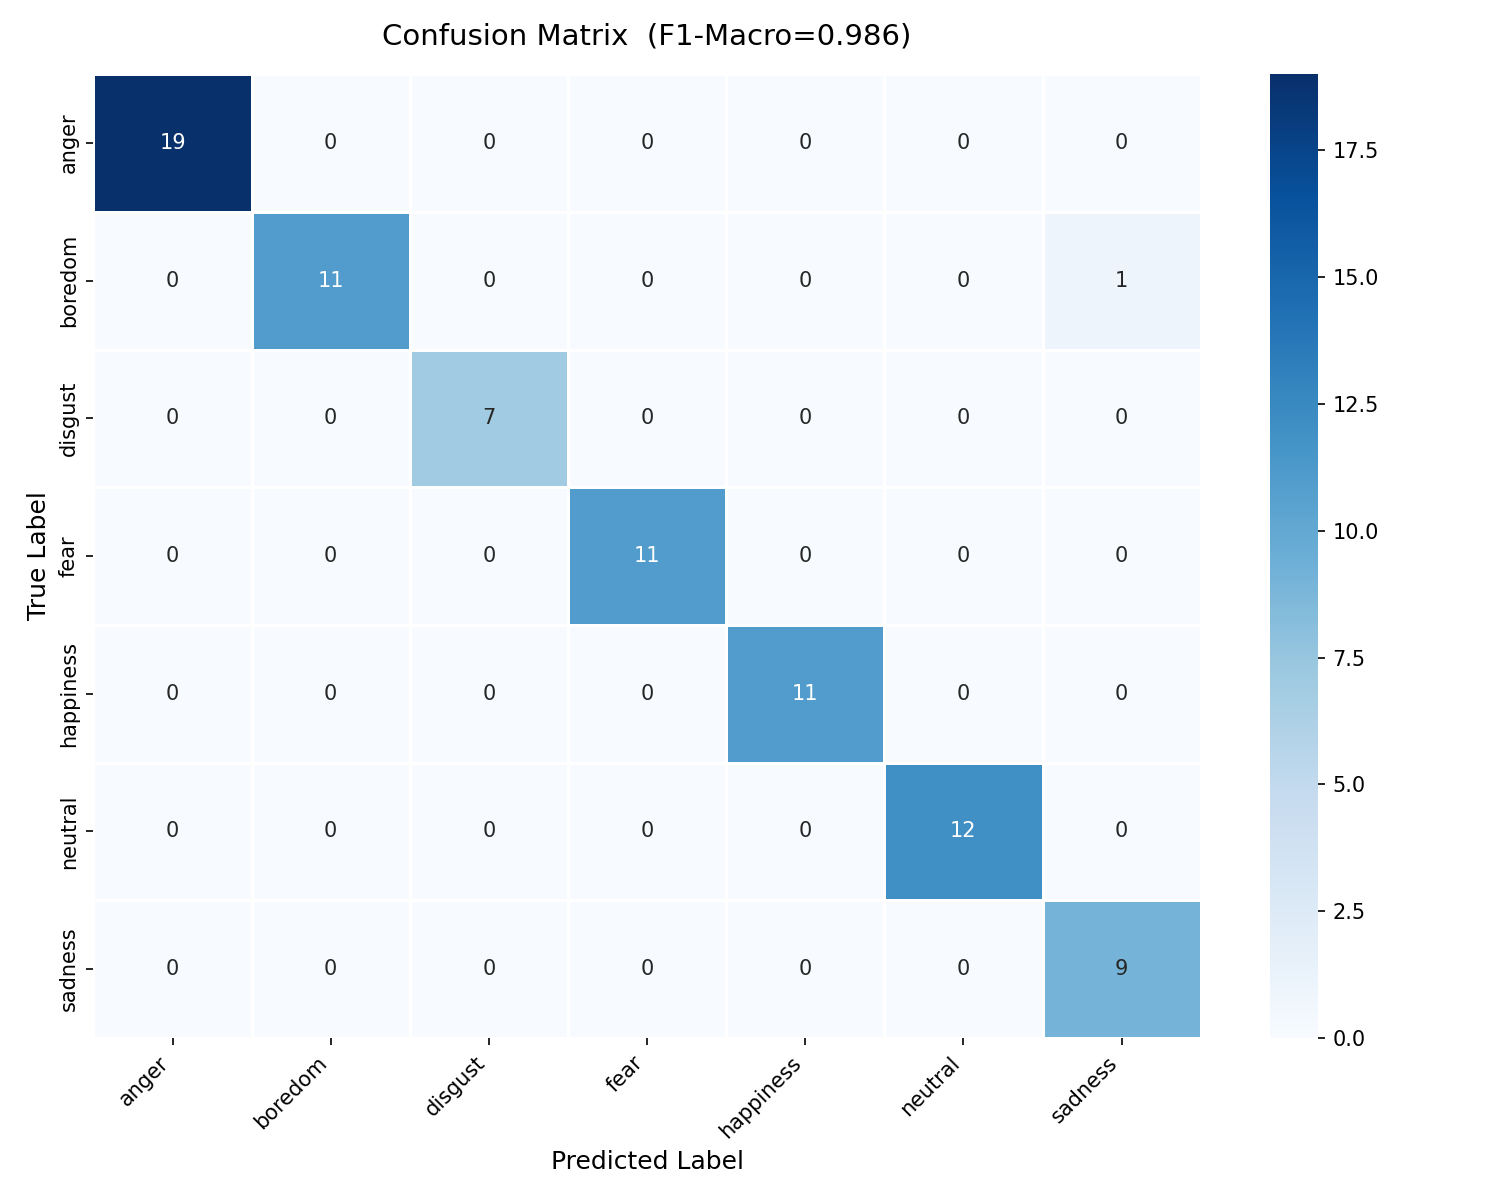 Confusion Matrix (F1-Macro=0.986)
True Label
anger 19 0 0 0 0 0 0
boredom 0 11 0 0 0 0 1
disgust 0 0 7 0 0 0 0
fear 0 0 0 11 0 0 0
happiness 0 0 0 0 11 0 0
neutral 0 0 0 0 0 12 0
sadness 0 0 0 0 0 0 9
anger boredom disgust fear happiness neutral sadness
Predicted Label
17.5
15.0
12.5
10.0
7.5
5.0
2.5
0.0